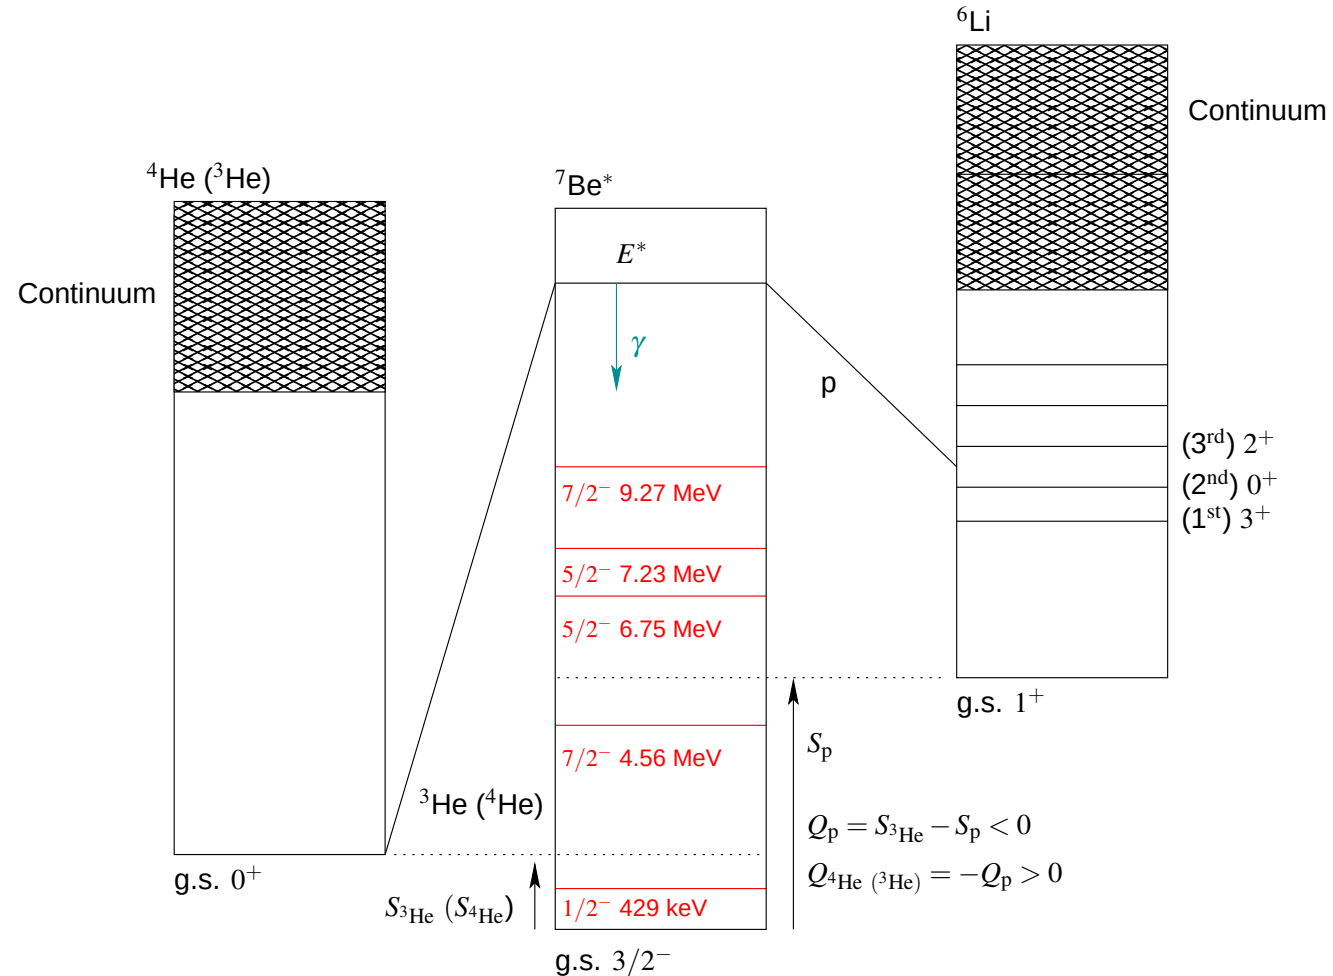 ⁶Li
Continuum
⁴He (³He)
⁷Be*
E*
Continuum
γ
p
(3ʳᵈ) 2⁺
7/2⁻ 9.27 MeV
(2ⁿᵈ) 0⁺
(1ˢᵗ) 3⁺
5/2⁻ 7.23 MeV
5/2⁻ 6.75 MeV
g.s. 1⁺
Sₚ
7/2⁻ 4.56 MeV
³He (⁴He)
Qₚ = S₃He − Sₚ < 0
g.s. 0⁺
Q₄He (³He) = −Qₚ > 0
S₃He (S₄He)
1/2⁻ 429 keV
g.s. 3/2⁻